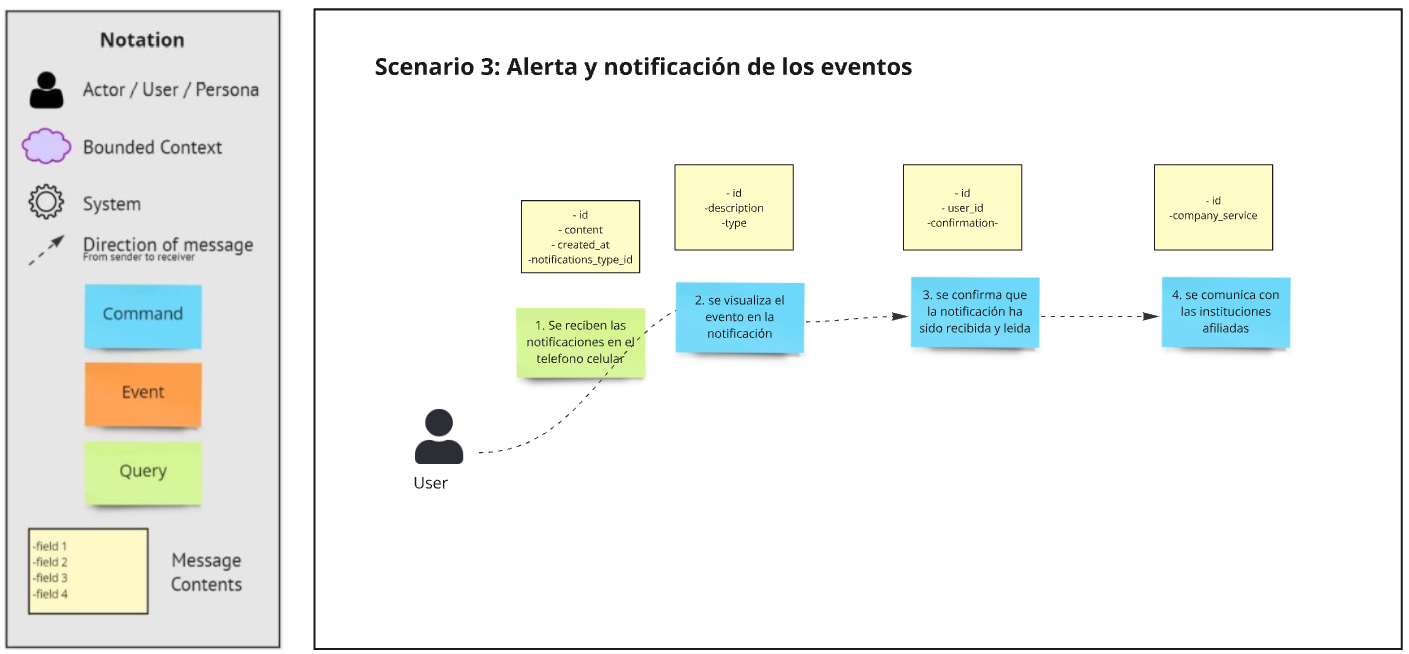 Notation
Actor / User / Persona
Bounded Context
System
Direction of message
From sender to receiver
Command
Event
Query
-field 1
-field 2
-field 3
-field 4
Message
Contents
Scenario 3: Alerta y notificación de los eventos
- id
- content
- created_at
-notifications_type_id
- id
-description
-type
- id
- user_id
-confirmation-
- id
-company_service
1. Se reciben las
notificaciones en el
telefono celular
2. se visualiza el
evento en la
notificación
3. se confirma que
la notificación ha
sido recibida y leida
4. se comunica con
las instituciones
afiliadas
User